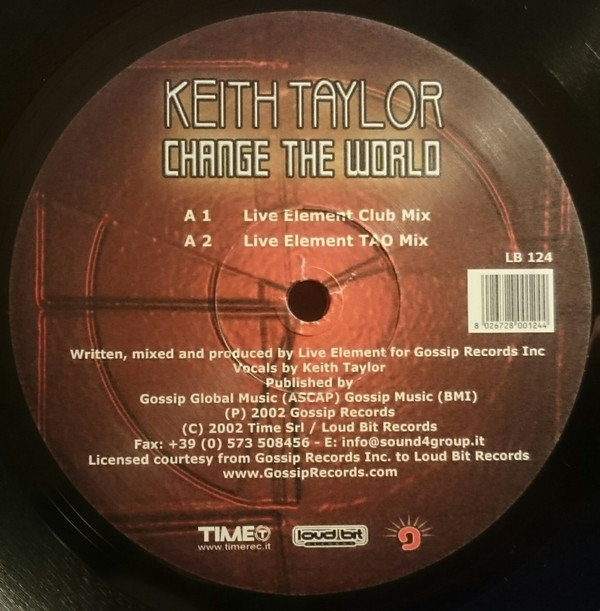 KEITH TAYLOR
CHANGE THE WORLD
A 1 Live Element Club Mix
A 2 Live Element TAO Mix
LB 124
8 026728 001244
Written, mixed and produced by Live Element for Gossip Records Inc
Vocals by Keith Taylor
Published by
Gossip Global Music (ASCAP) Gossip Music (BMI)
(P) 2002 Gossip Records
(C) 2002 Time Srl / Loud Bit Records
Fax: +39 (0) 573 508456 - E: info@sound4group.it
Licensed courtesy from Gossip Records Inc. to Loud Bit Records
www.GossipRecords.com
TIME T
www.timerec.it
loud bit
RECORDS
g